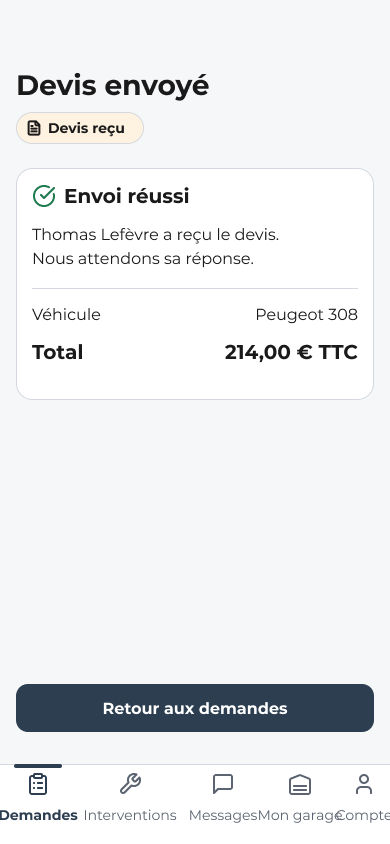 Devis envoyé
Devis reçu
Envoi réussi
Thomas Lefèvre a reçu le devis.
Nous attendons sa réponse.
Véhicule Peugeot 308
Total 214,00 € TTC
Retour aux demandes
Demandes Interventions Messages Mon garage Compte